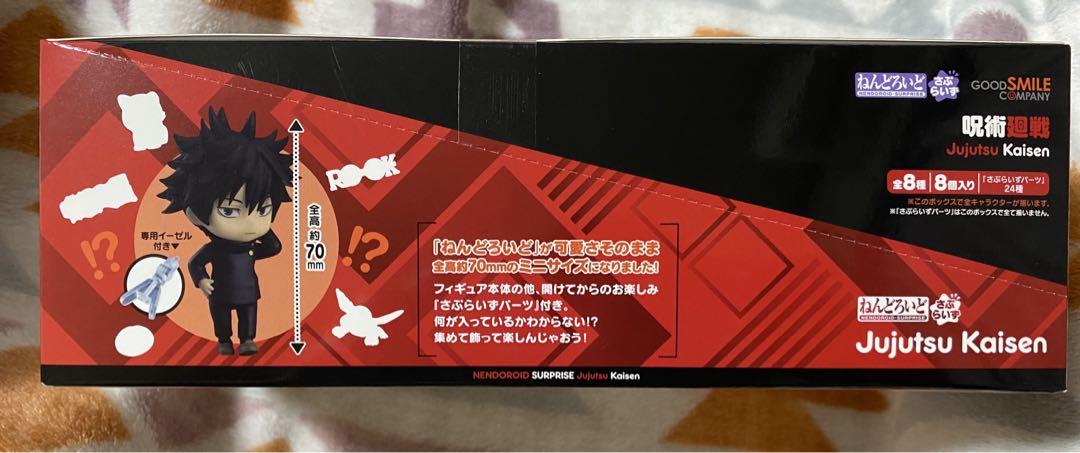 ねんどろいど さぷらいず
NENDOROID SURPRISE
GOOD SMILE COMPANY
呪術廻戦
Jujutsu Kaisen
全8種 8個入り 「さぷらいずパーツ」24種
※このボックスで全キャラクターが揃います。
※「さぷらいずパーツ」はこのボックスで全て揃いません。
ROOK
全高約70mm
専用イーゼル
付き▼
!?
!?
「ねんどろいど」が可愛さそのまま
全高約70mmのミニサイズになりました!
フィギュア本体の他、開けてからのお楽しみ
「さぷらいずパーツ」付き。
何が入っているかわからない!?
集めて飾って楽しんじゃおう!
ねんどろいど さぷらいず
NENDOROID SURPRISE
Jujutsu Kaisen
NENDOROID SURPRISE Jujutsu Kaisen